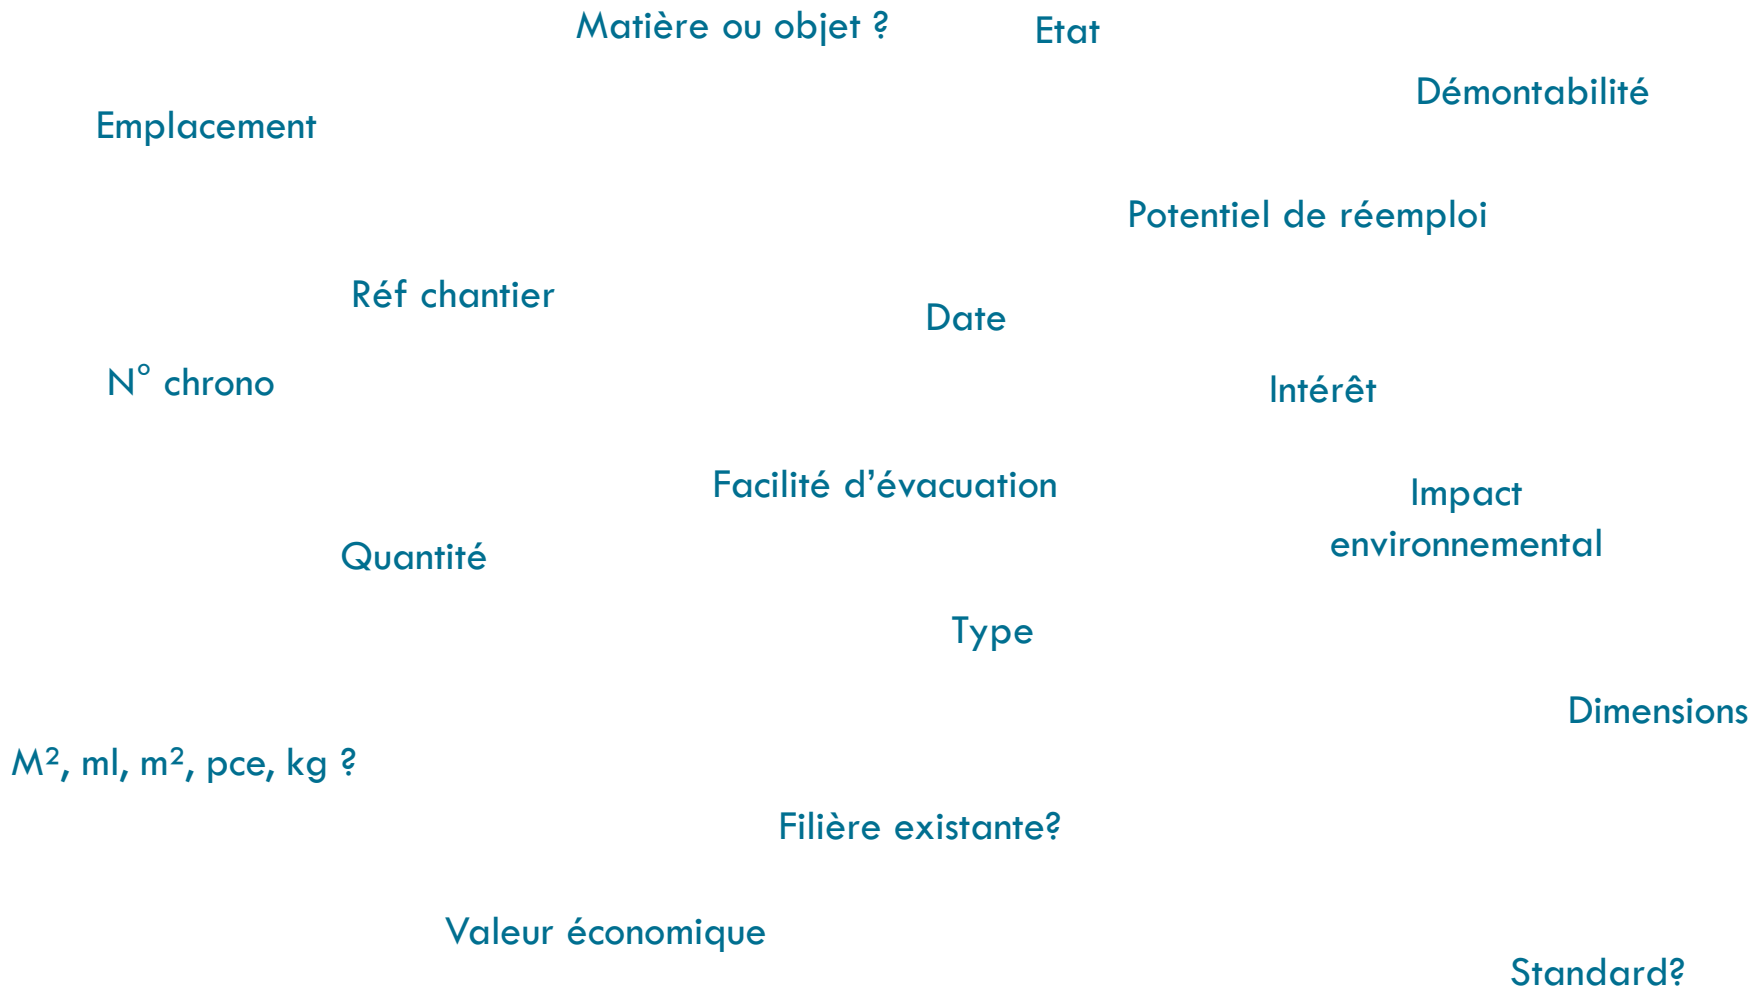 Matière ou objet ?
Etat
Démontabilité
Emplacement
Potentiel de réemploi
Réf chantier
Date
N° chrono
Intérêt
Facilité d’évacuation
Impact
environnemental
Quantité
Type
Dimensions
M², ml, m², pce, kg ?
Filière existante?
Valeur économique
Standard?